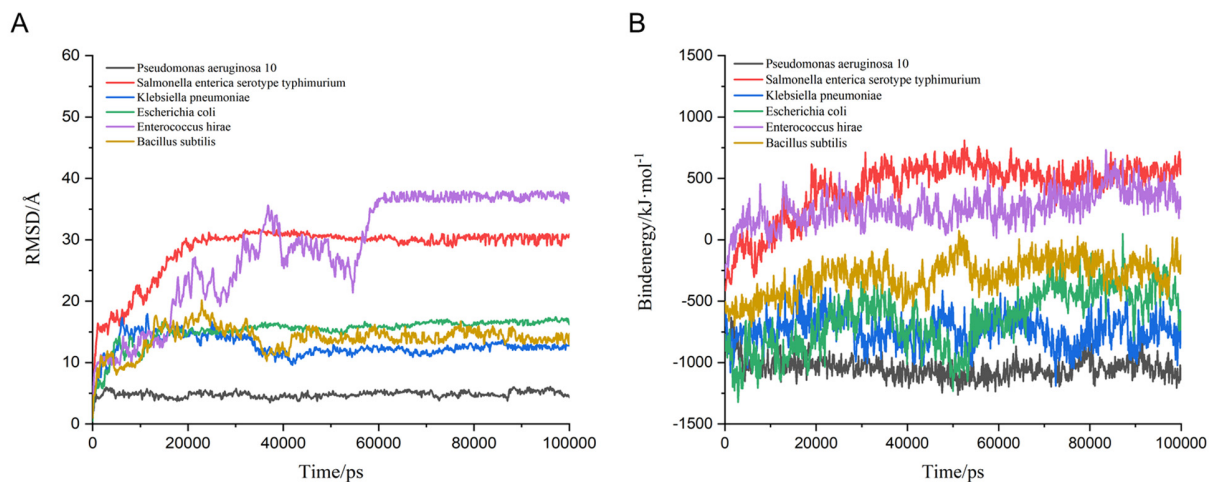 A
RMSD/Å
60
50
40
30
20
10
0
Pseudomonas aeruginosa 10
Salmonella enterica serotype typhimurium
Klebsiella pneumoniae
Escherichia coli
Enterococcus hirae
Bacillus subtilis
0 20000 40000 60000 80000 100000
Time/ps
B
Bindenergy/kJ·mol⁻¹
1500
1000
500
0
-500
-1000
-1500
Pseudomonas aeruginosa 10
Salmonella enterica serotype typhimurium
Klebsiella pneumoniae
Escherichia coli
Enterococcus hirae
Bacillus subtilis
0 20000 40000 60000 80000 100000
Time/ps